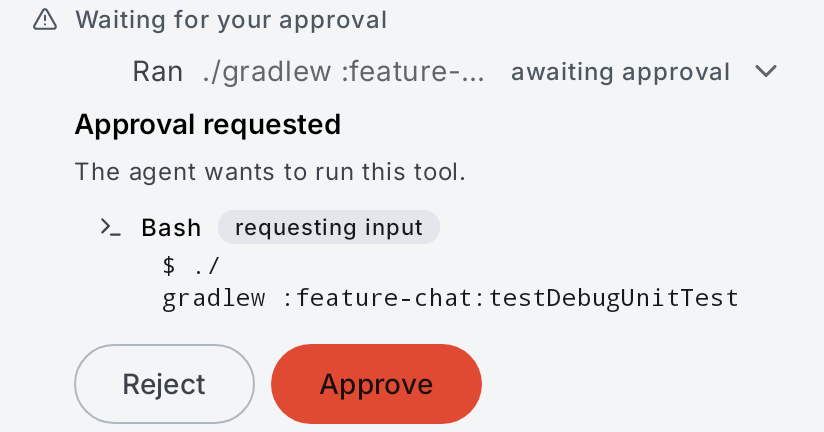 Waiting for your approval
Ran ./gradlew :feature-... awaiting approval
Approval requested
The agent wants to run this tool.
Bash requesting input
$ ./
gradlew :feature-chat:testDebugUnitTest
Reject Approve